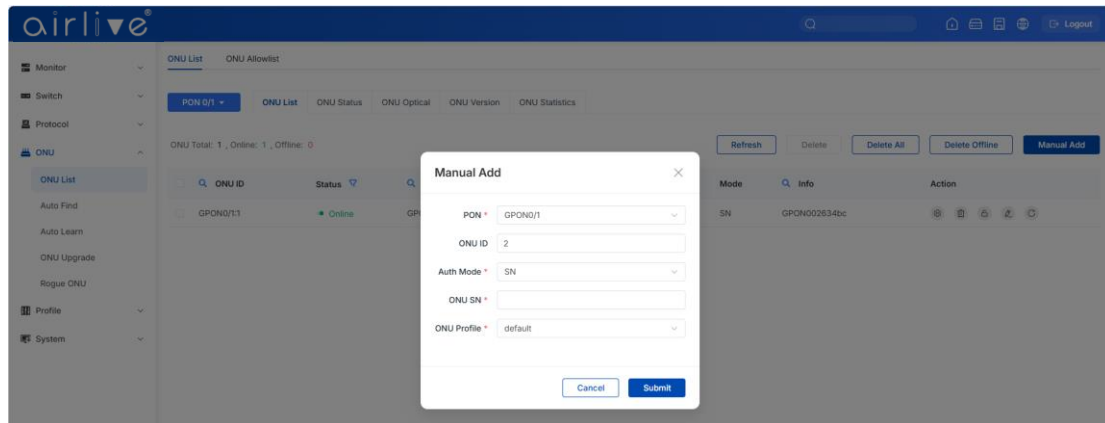 airlive®
Logout
Monitor
Switch
Protocol
ONU
ONU List
Auto Find
Auto Learn
ONU Upgrade
Rogue ONU
Profile
System
ONU List ONU Allowlist
PON 0/1 ONU List ONU Status ONU Optical ONU Version ONU Statistics
ONU Total: 1 , Online: 1 , Offline: 0
Refresh Delete Delete All Delete Offline Manual Add
ONU ID Status Mode Info Action
GPON0/1:1 Online GP SN GPON002634bc
Manual Add
PON * GPON0/1
ONU ID 2
Auth Mode * SN
ONU SN *
ONU Profile * default
Cancel Submit